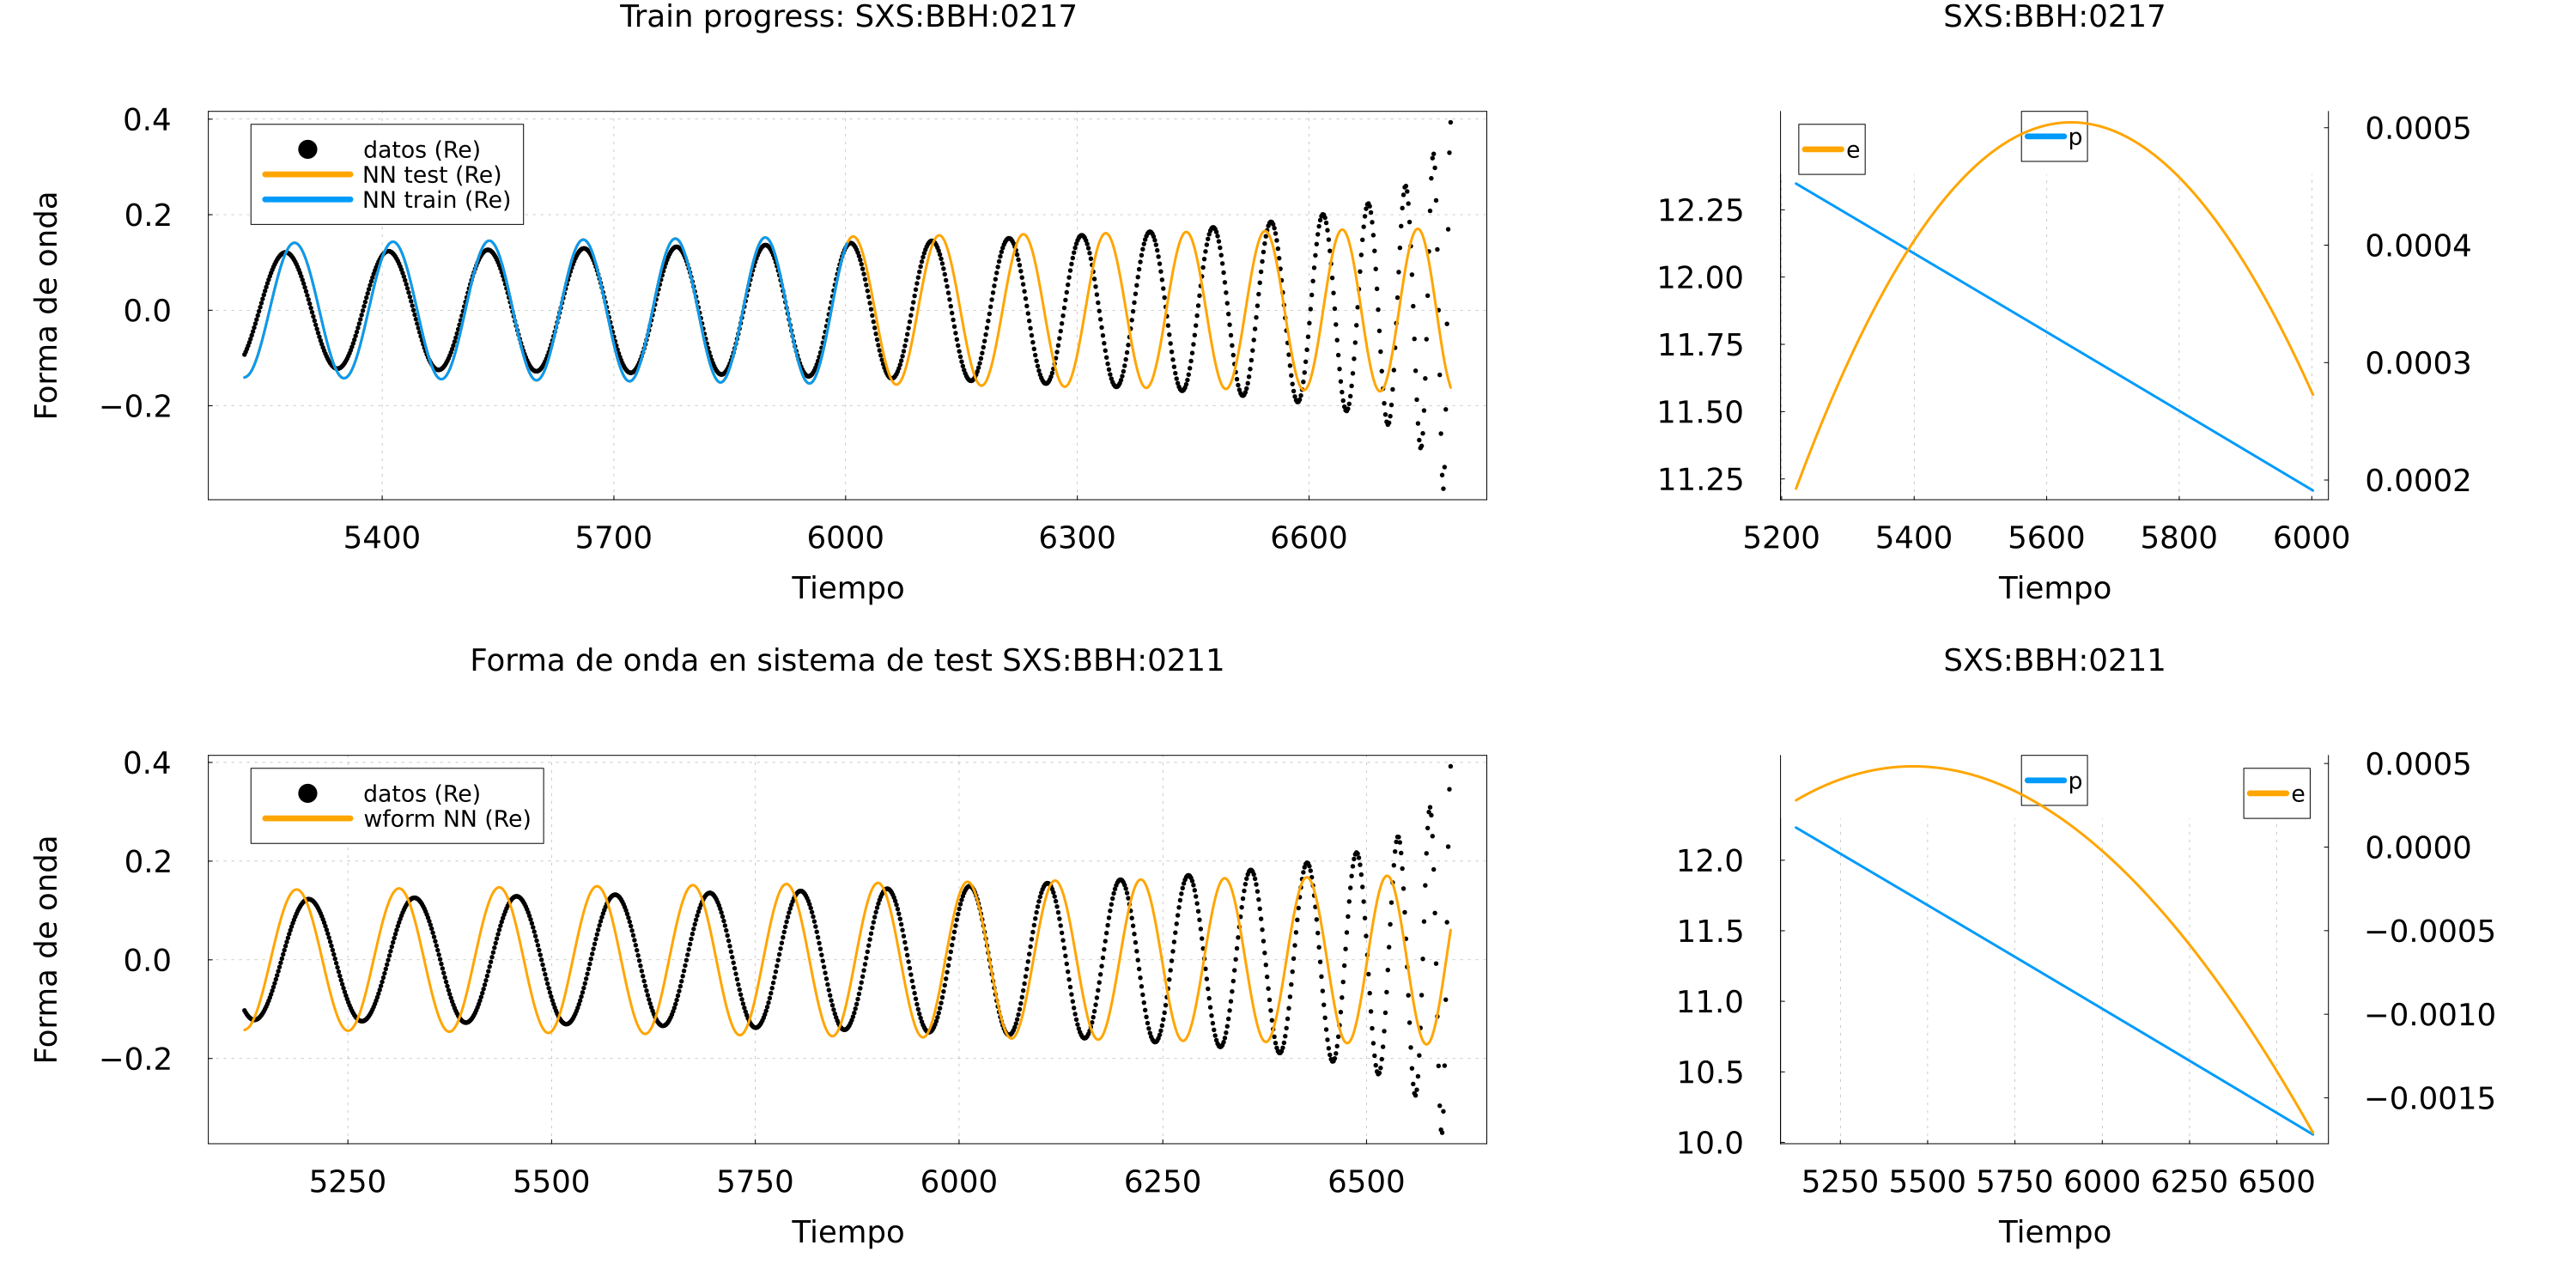 Train progress: SXS:BBH:0217
Forma de onda
0.4
0.2
0.0
−0.2
datos (Re)
NN test (Re)
NN train (Re)
5400 5700 6000 6300 6600
Tiempo
SXS:BBH:0217
12.25
12.00
11.75
11.50
11.25
e
p
0.0005
0.0004
0.0003
0.0002
5200 5400 5600 5800 6000
Tiempo
Forma de onda en sistema de test SXS:BBH:0211
Forma de onda
0.4
0.2
0.0
−0.2
datos (Re)
wform NN (Re)
5250 5500 5750 6000 6250 6500
Tiempo
SXS:BBH:0211
12.0
11.5
11.0
10.5
10.0
p
e
0.0005
0.0000
−0.0005
−0.0010
−0.0015
5250 5500 5750 6000 6250 6500
Tiempo